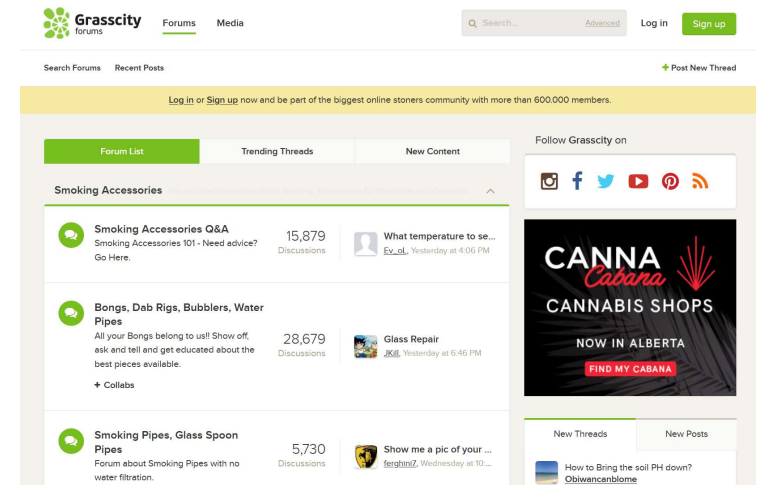 Grasscity
forums
Forums
Media
Search...
Advanced
Log in
Sign up
Search Forums
Recent Posts
+ Post New Thread
Log in or Sign up now and be part of the biggest online stoners community with more than 600.000 members.
Forum List
Trending Threads
New Content
Smoking Accessories
Smoking Accessories Q&A
Smoking Accessories 101 - Need advice?
Go Here.
15,879
Discussions
What temperature to se...
Ev_oL, Yesterday at 4:06 PM
Bongs, Dab Rigs, Bubblers, Water
Pipes
All your Bongs belong to us!! Show off,
ask and tell and get educated about the
best pieces available.
+ Collabs
28,679
Discussions
Glass Repair
JKill, Yesterday at 6:46 PM
Smoking Pipes, Glass Spoon
Pipes
Forum about Smoking Pipes with no
water filtration.
5,730
Discussions
Show me a pic of your ...
ferghini7, Wednesday at 10:...
Follow Grasscity on
CANNA
Cabana
CANNABIS SHOPS
NOW IN ALBERTA
FIND MY CABANA
New Threads
New Posts
How to Bring the soil PH down?
Obiwancanblome